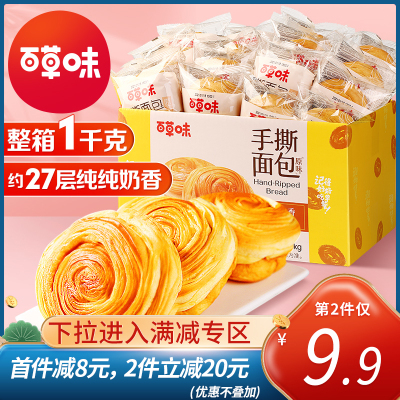 百草味
整箱1千克
约27层纯纯奶香
百草味
手撕
面包
原味
Hand-Ripped
Bread
下拉进入满减专区
首件减8元，2件立减20元
(优惠不叠加)
第2件仅
¥9.9